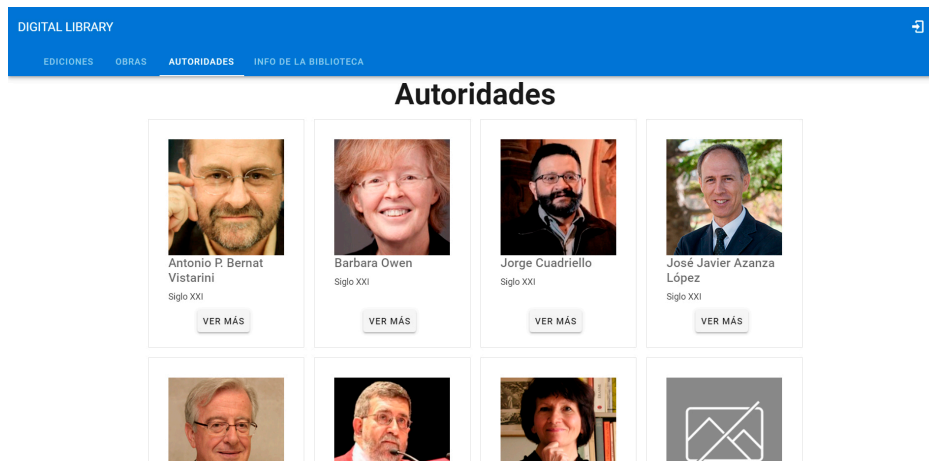 DIGITAL LIBRARY
EDICIONES OBRAS AUTORIDADES INFO DE LA BIBLIOTECA
Autoridades
Antonio P. Bernat
Vistarini
Siglo XXI
VER MÁS
Barbara Owen
Siglo XXI
VER MÁS
Jorge Cuadriello
Siglo XXI
VER MÁS
José Javier Azanza
López
Siglo XXI
VER MÁS